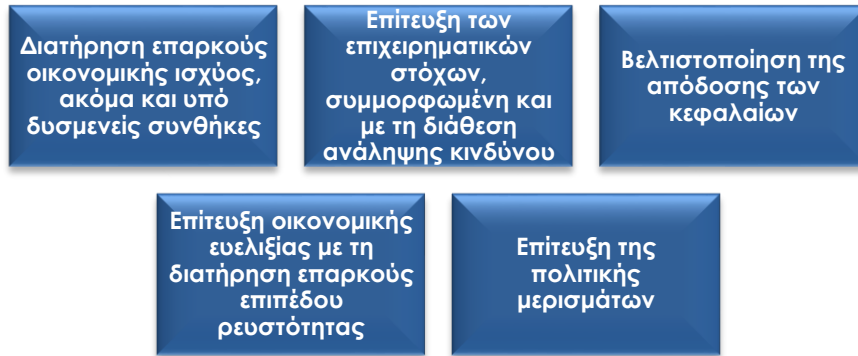 Διατήρηση επαρκούς
οικονομικής ισχύος,
ακόμα και υπό
δυσμενείς συνθήκες
Επίτευξη των
επιχειρηματικών
στόχων,
συμμορφωμένη και
με τη διάθεση
ανάληψης κινδύνου
Βελτιστοποίηση της
απόδοσης των
κεφαλαίων
Επίτευξη οικονομικής
ευελιξίας με τη
διατήρηση επαρκούς
επιπέδου
ρευστότητας
Επίτευξη της
πολιτικής
μερισμάτων